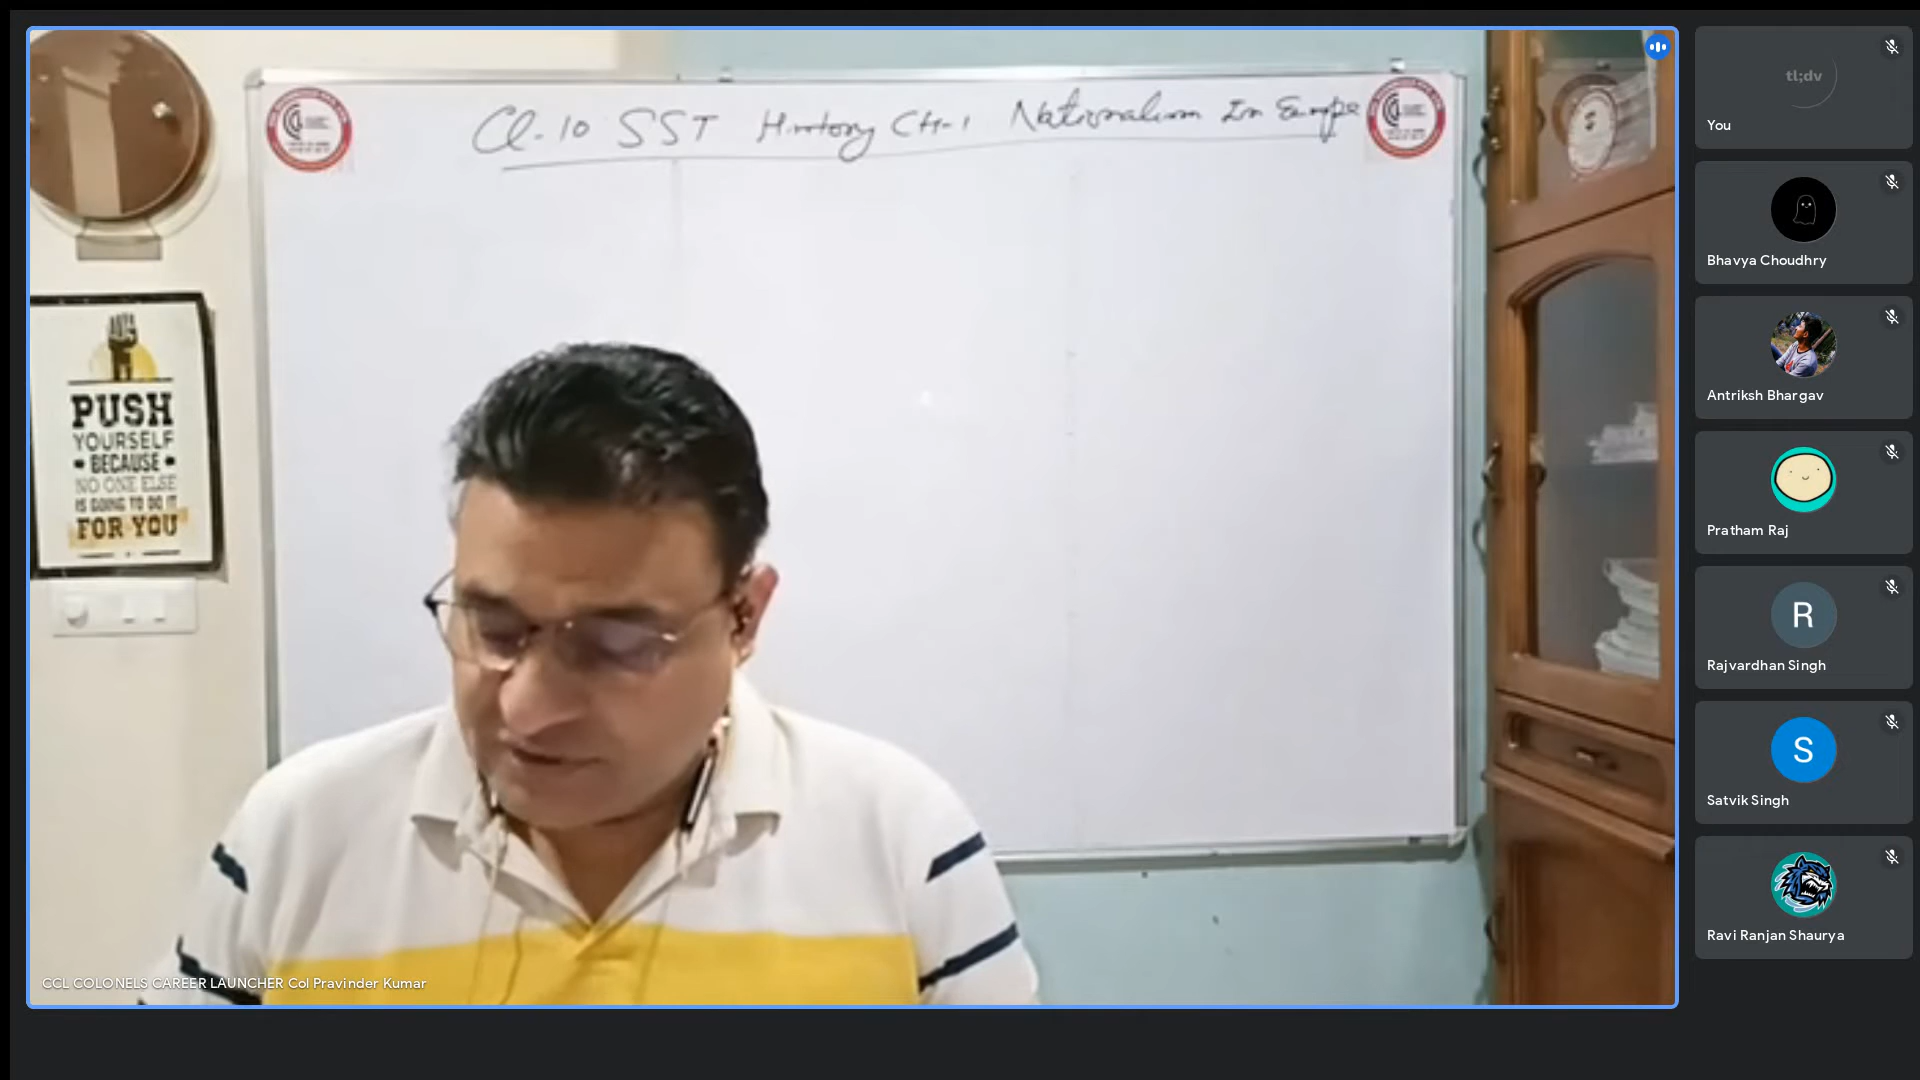 Cl-10 SST History CH-1 Nationalism In Europe
PUSH
YOURSELF
BECAUSE
NO ONE ELSE
IS GOING TO DO IT
FOR YOU
CCL COLONELS CAREER LAUNCHER Col Pravinder Kumar
tl;dv
You
Bhavya Choudhry
Antriksh Bhargav
Pratham Raj
R
Rajvardhan Singh
S
Satvik Singh
Ravi Ranjan Shaurya